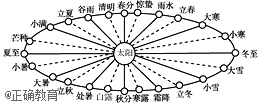 立夏 谷雨 清明 春分 惊蛰 雨水 立春
小满 大寒
芒种 小寒
夏至 太阳 冬至
小暑 大雪
大暑 小雪
立秋 处暑 白露 秋分 寒露 霜降 立冬
@正确教育